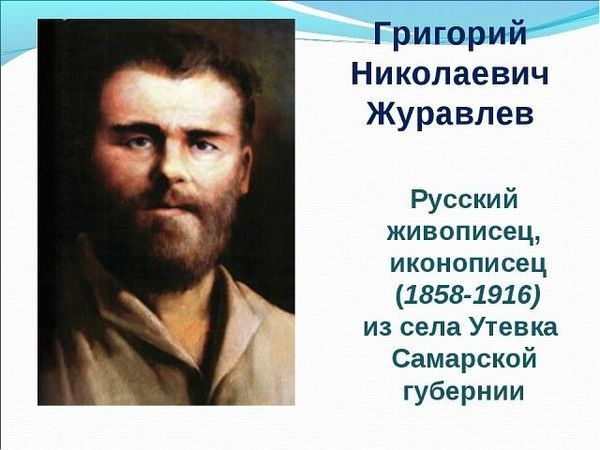 Григорий
Николаевич
Журавлев
Русский
живописец,
иконописец
(1858-1916)
из села Утевка
Самарской
губернии